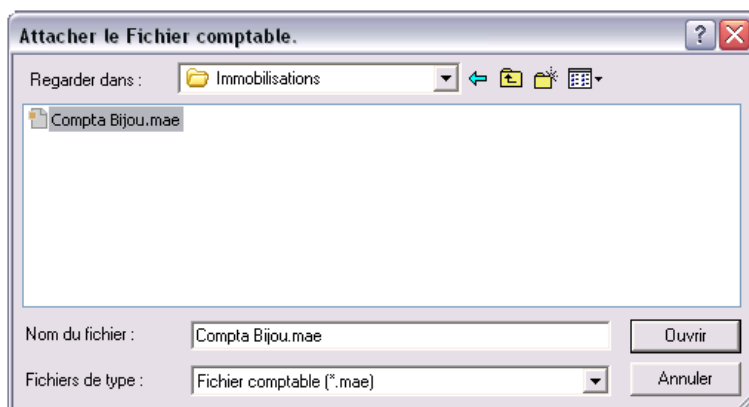 Attacher le Fichier comptable.
Regarder dans : Immobilisations
Compta Bijou.mae
Nom du fichier : Compta Bijou.mae Ouvrir
Fichiers de type : Fichier comptable (*.mae) Annuler